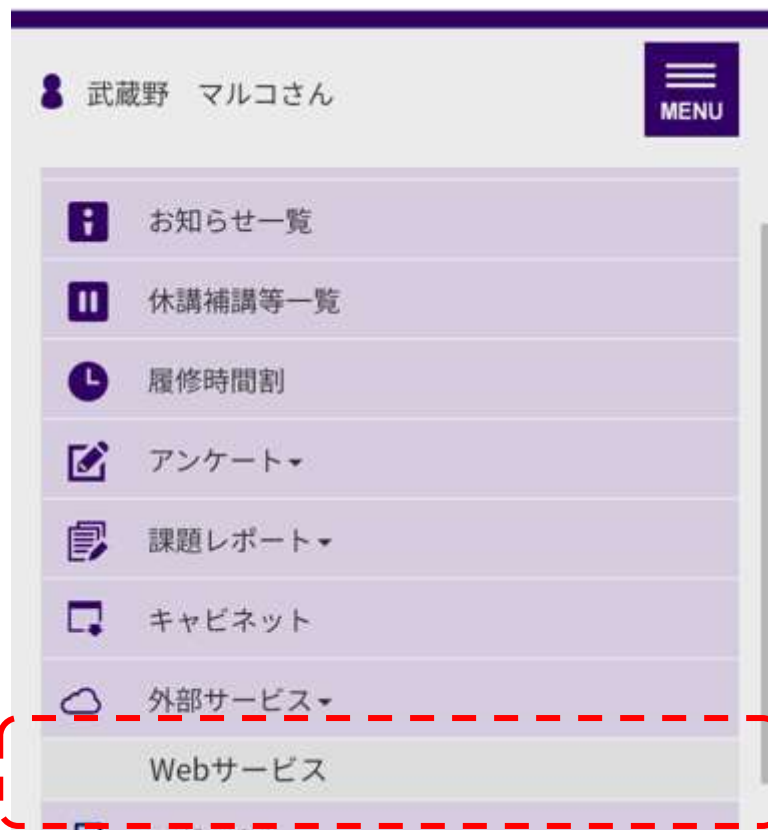 武蔵野　マルコさん
MENU
お知らせ一覧
休講補講等一覧
履修時間割
アンケート
課題レポート
キャビネット
外部サービス
Webサービス